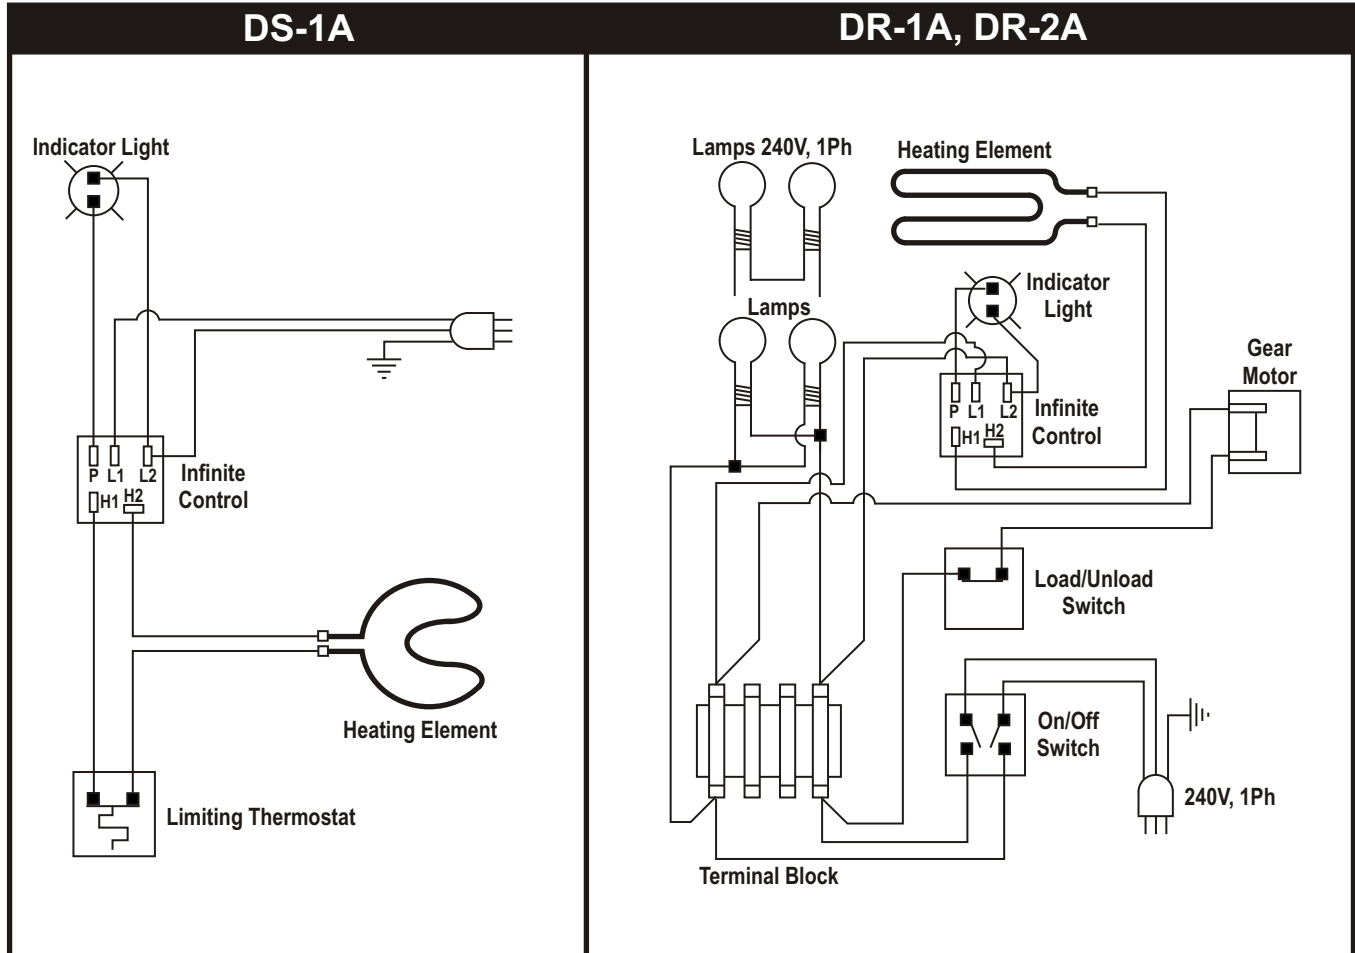 DS-1A
Indicator Light
P L1 L2
H1 H2
Infinite
Control
Heating Element
Limiting Thermostat
DR-1A, DR-2A
Lamps 240V, 1Ph
Heating Element
Indicator
Light
Lamps
Gear
Motor
P L1 L2
H1 H2
Infinite
Control
Load/Unload
Switch
On/Off
Switch
240V, 1Ph
Terminal Block